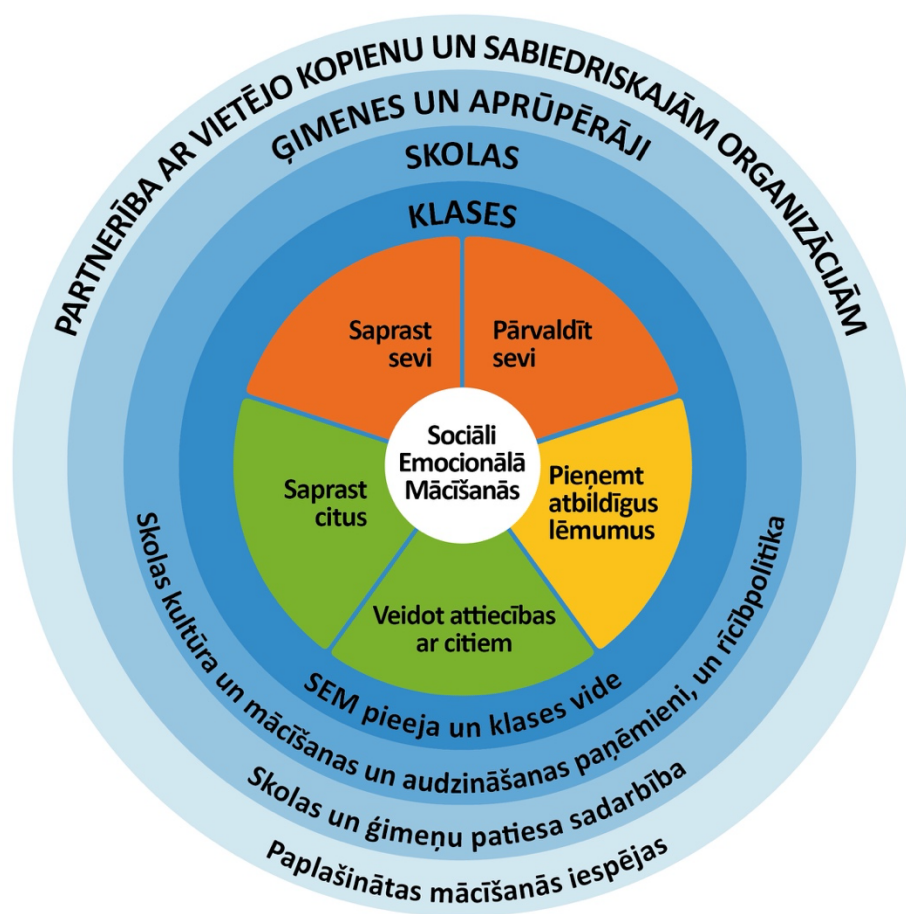 PARTNERĪBA AR VIETĒJO KOPIENU UN SABIEDRISKAJĀM ORGANIZĀCIJĀM
ĢIMENES UN APRŪPĒRĀJI
SKOLAS
KLASES
Saprast
sevi
Pārvaldīt
sevi
Sociāli
Emocionālā
Mācīšanās
Saprast
citus
Pieņemt
atbildīgus
lēmumus
Veidot attiecības
ar citiem
SEM pieeja un klases vide
Skolas kultūra un mācīšanas un audzināšanas paņēmieni, un rīcībpolitika
Skolas un ģimeņu patiesa sadarbība
Paplašinātas mācīšanās iespējas